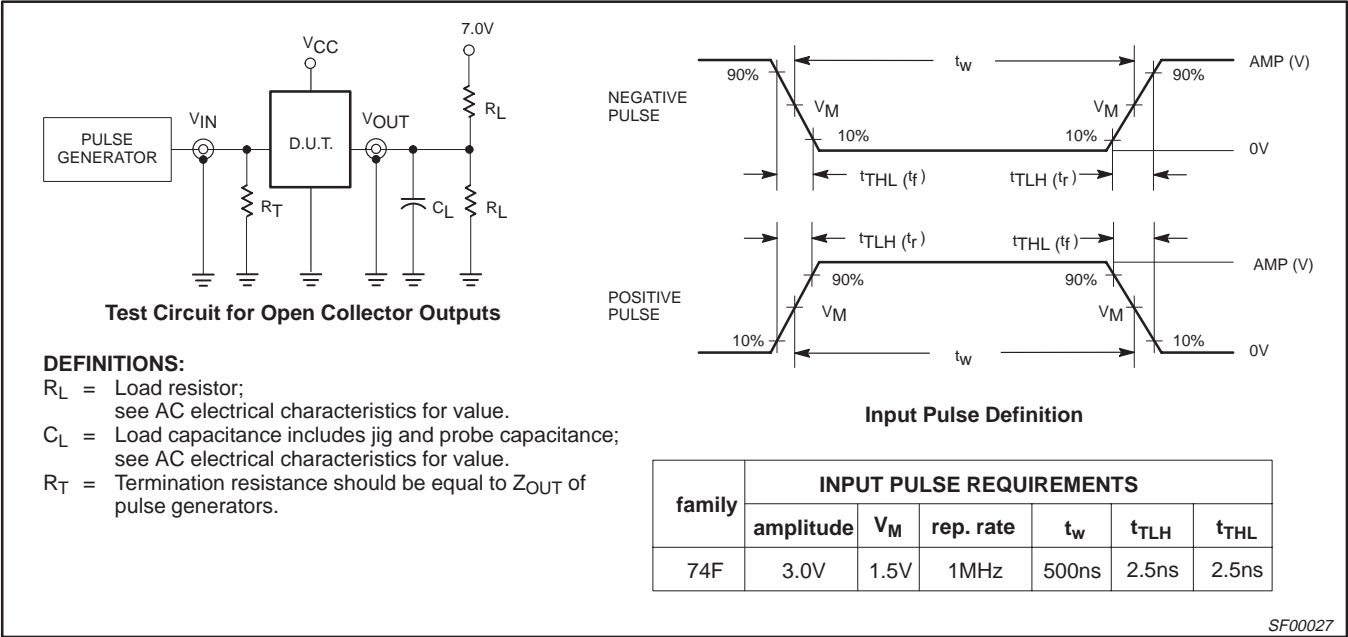 VCC
7.0V
RL
VIN
VOUT
PULSE
GENERATOR
D.U.T.
RT
CL
RL
Test Circuit for Open Collector Outputs
DEFINITIONS:
RL = Load resistor;
see AC electrical characteristics for value.
CL = Load capacitance includes jig and probe capacitance;
see AC electrical characteristics for value.
RT = Termination resistance should be equal to ZOUT of
pulse generators.
NEGATIVE
PULSE
90%
tw
90%
AMP (V)
VM
VM
10%
10%
0V
tTHL (tf)
tTLH (tr)
tTLH (tr)
tTHL (tf)
AMP (V)
POSITIVE
PULSE
90%
90%
VM
VM
10%
10%
tw
0V
Input Pulse Definition
family
INPUT PULSE REQUIREMENTS
amplitude VM rep. rate tw tTLH tTHL
74F 3.0V 1.5V 1MHz 500ns 2.5ns 2.5ns
SF00027